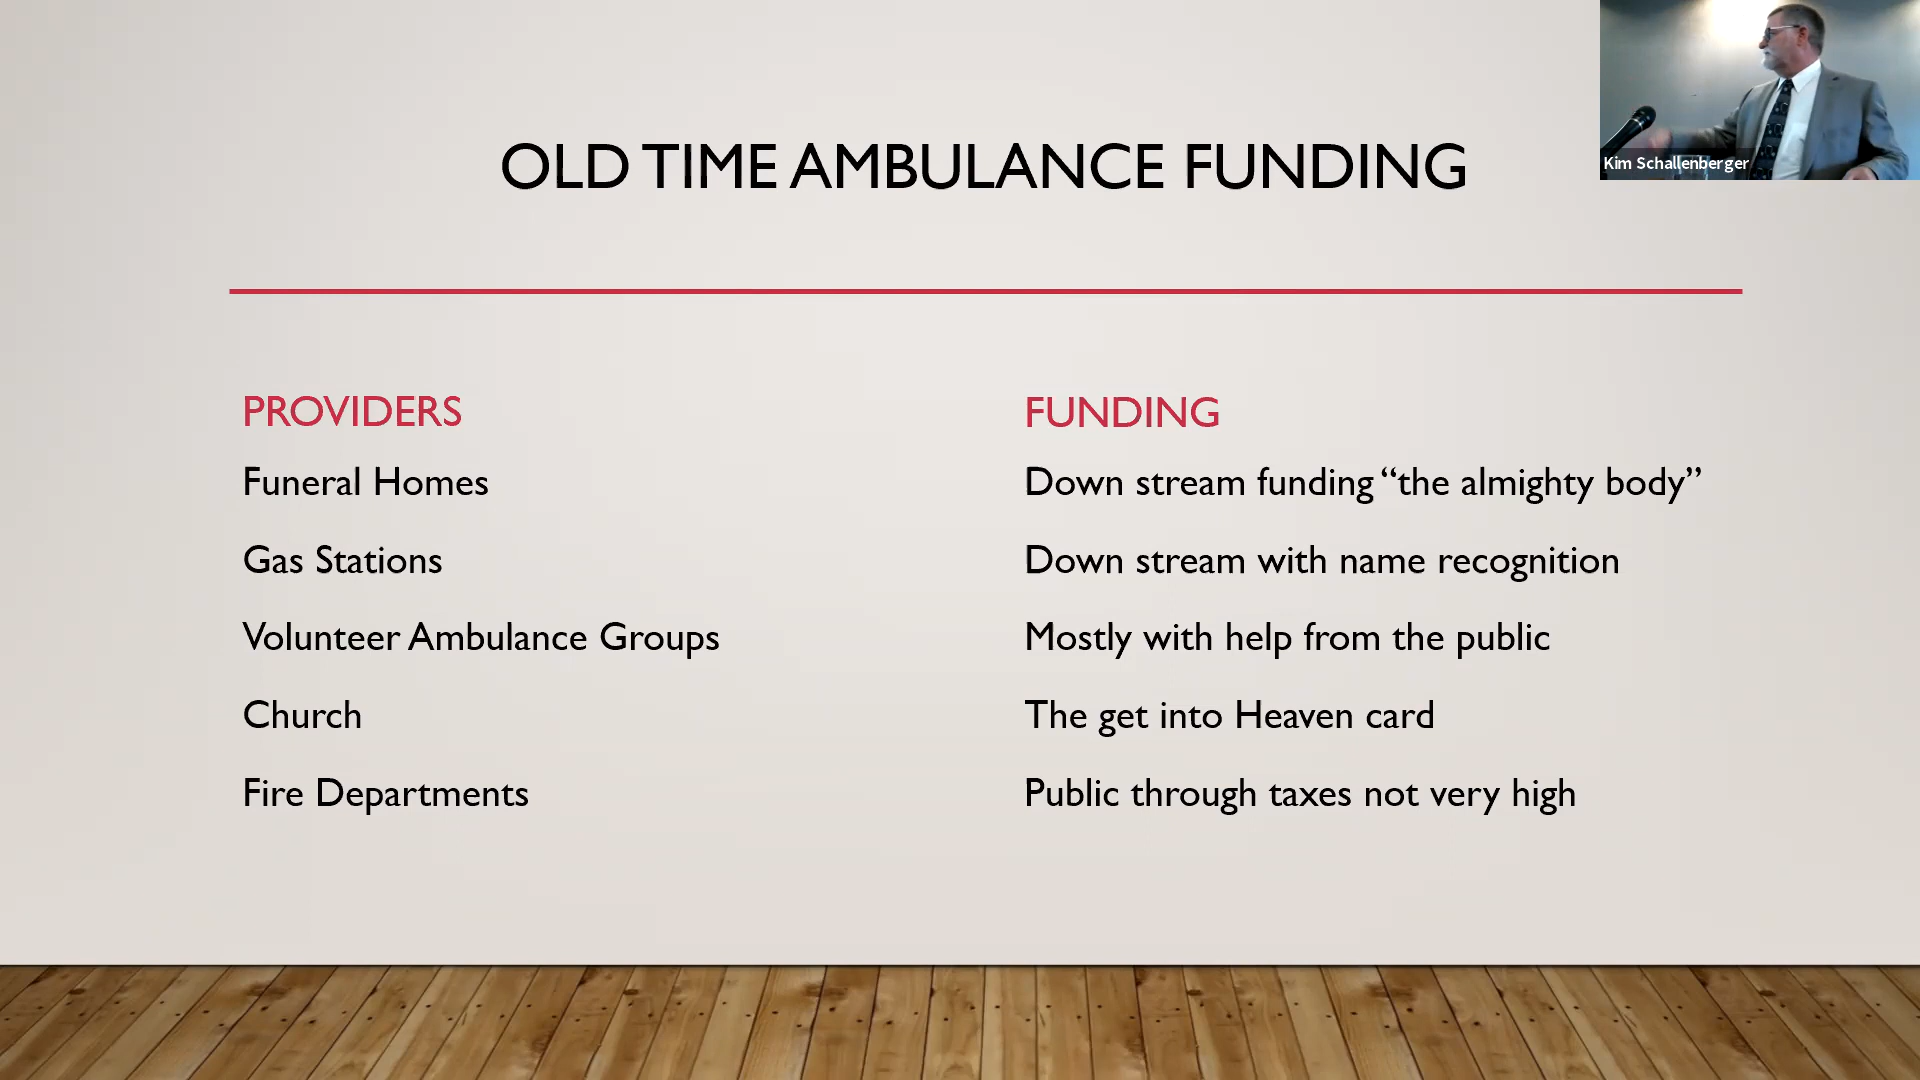 OLD TIME AMBULANCE FUNDING
Kim Schallenberger
PROVIDERS
Funeral Homes
Gas Stations
Volunteer Ambulance Groups
Church
Fire Departments
FUNDING
Down stream funding “the almighty body”
Down stream with name recognition
Mostly with help from the public
The get into Heaven card
Public through taxes not very high